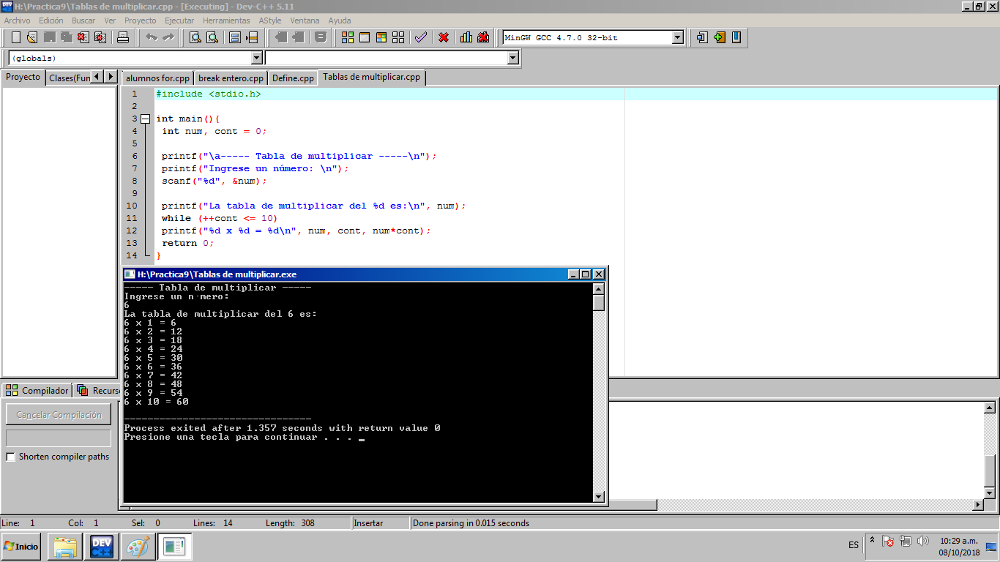 H:\Practica9\Tablas de multiplicar.cpp - [Executing] - Dev-C++ 5.11
Archivo Edición Buscar Ver Proyecto Ejecutar Herramientas AStyle Ventana Ayuda
MinGW GCC 4.7.0 32-bit
(globals)
Proyecto Clases(Fun alumnos for.cpp break entero.cpp Define.cpp Tablas de multiplicar.cpp
1 #include <stdio.h>
2
3 int main(){
4 int num, cont = 0;
5
6 printf("\a----- Tabla de multiplicar -----\n");
7 printf("Ingrese un número: \n");
8 scanf("%d", &num);
9
10 printf("La tabla de multiplicar del %d es:\n", num);
11 while (++cont <= 10)
12 printf("%d x %d = %d\n", num, cont, num*cont);
13 return 0;
14 }
H:\Practica9\Tablas de multiplicar.exe
----- Tabla de multiplicar -----
Ingrese un n·mero:
6
La tabla de multiplicar del 6 es:
6 x 1 = 6
6 x 2 = 12
6 x 3 = 18
6 x 4 = 24
6 x 5 = 30
6 x 6 = 36
6 x 7 = 42
6 x 8 = 48
6 x 9 = 54
6 x 10 = 60
--------------------------------
Process exited after 1.357 seconds with return value 0
Presione una tecla para continuar . . . _
Compilador Recurso
Cancelar Compilación
Shorten compiler paths
Line: 1 Col: 1 Sel: 0 Lines: 14 Length: 308 Insertar Done parsing in 0.015 seconds
Inicio DEV C++ ES 10:29 a.m.
08/10/2018